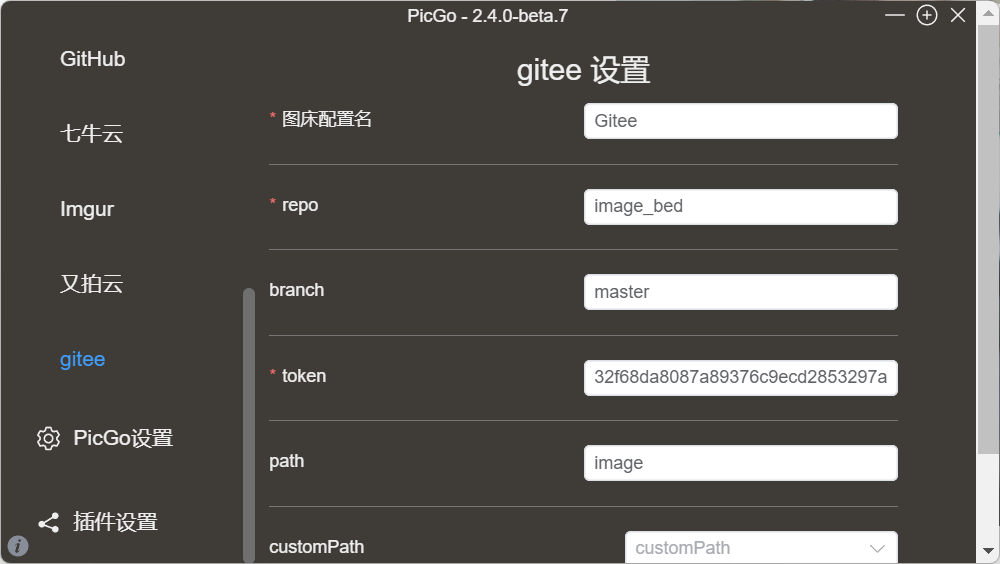 PicGo - 2.4.0-beta.7
GitHub
七牛云
Imgur
又拍云
gitee
PicGo设置
插件设置
gitee 设置
* 图床配置名
Gitee
* repo
image_bed
branch
master
* token
32f68da8087a89376c9ecd2853297a
path
image
customPath
customPath